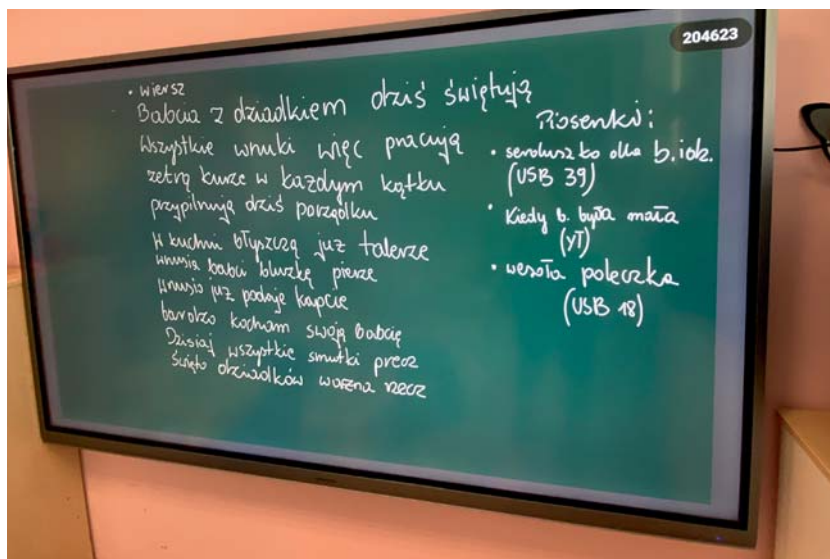 204623
• wiersz
Babcia z dziadkiem dziś świętują
Wszystkie wnuki więc pracują
zetrą kurze w każdym kątku
przypilnują dziś porządku
W kuchni błyszczą już talerze
wnusia babci bluzkę pierze
Wnusio już podaje kapcie
bardzo kocham swoją babcię
Dzisiaj wszystkie smutki precz
Święto dziadków ważna rzecz
Piosenki:
• serduszko dla b. i dz.
(USB 39)
• Kiedy b. była mała
(YT)
• wesoła poleczka
(USB 18)